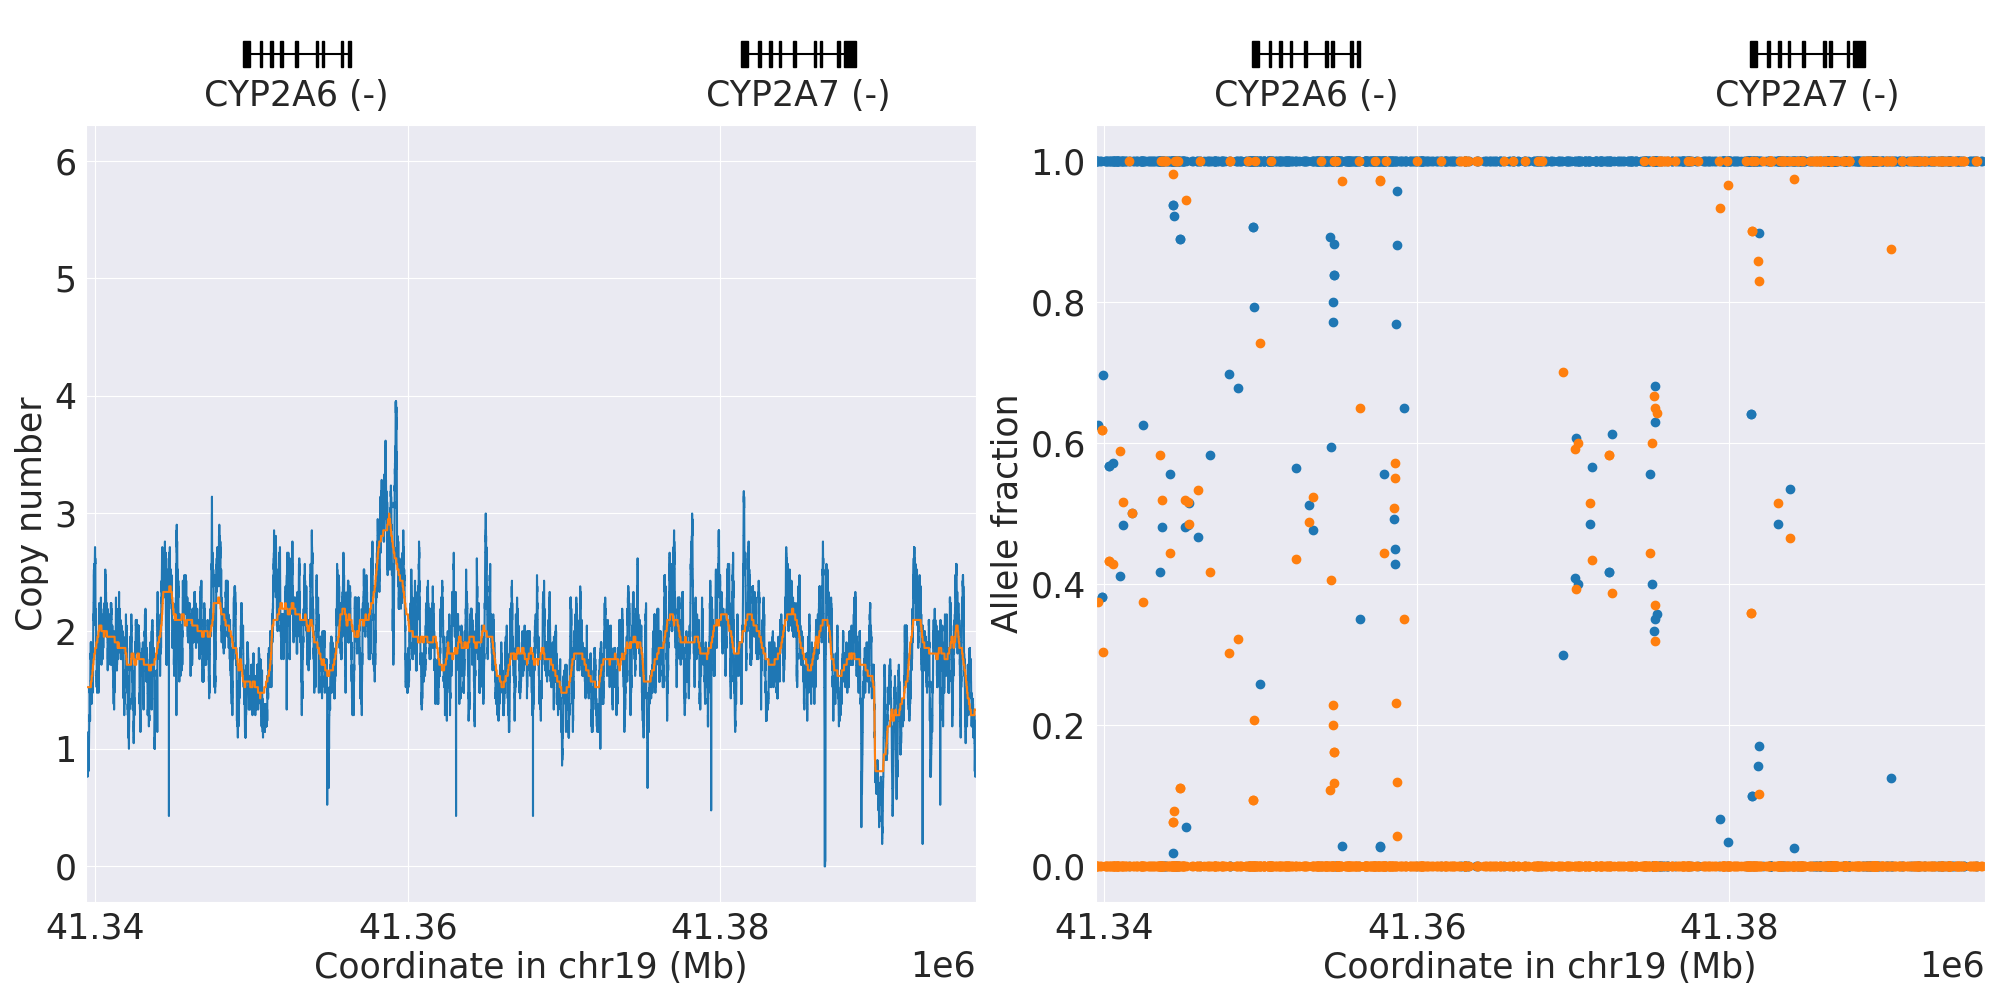 CYP2A6 (-)
CYP2A7 (-)
6
5
4
3
2
1
0
Copy number
41.34
41.36
41.38
Coordinate in chr19 (Mb)
1e6
CYP2A6 (-)
CYP2A7 (-)
1.0
0.8
0.6
0.4
0.2
0.0
Allele fraction
41.34
41.36
41.38
Coordinate in chr19 (Mb)
1e6